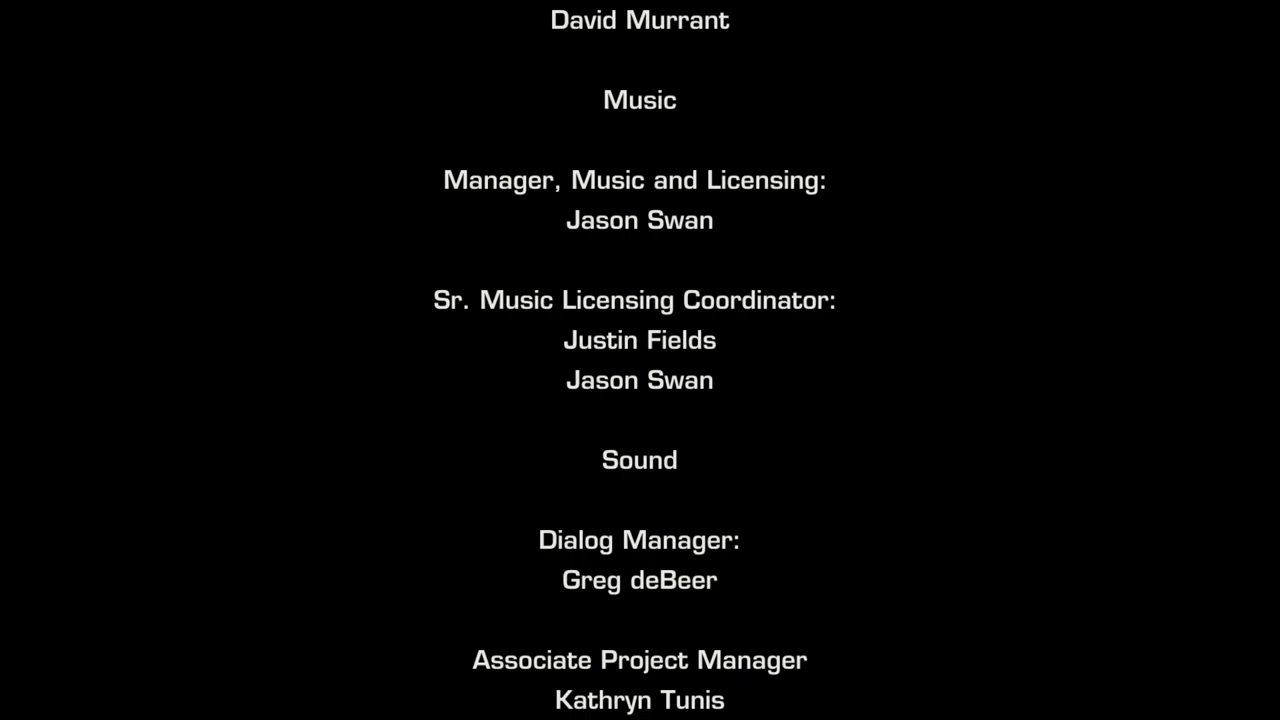 David Murrant
Music
Manager, Music and Licensing:
Jason Swan
Sr. Music Licensing Coordinator:
Justin Fields
Jason Swan
Sound
Dialog Manager:
Greg deBeer
Associate Project Manager
Kathryn Tunis